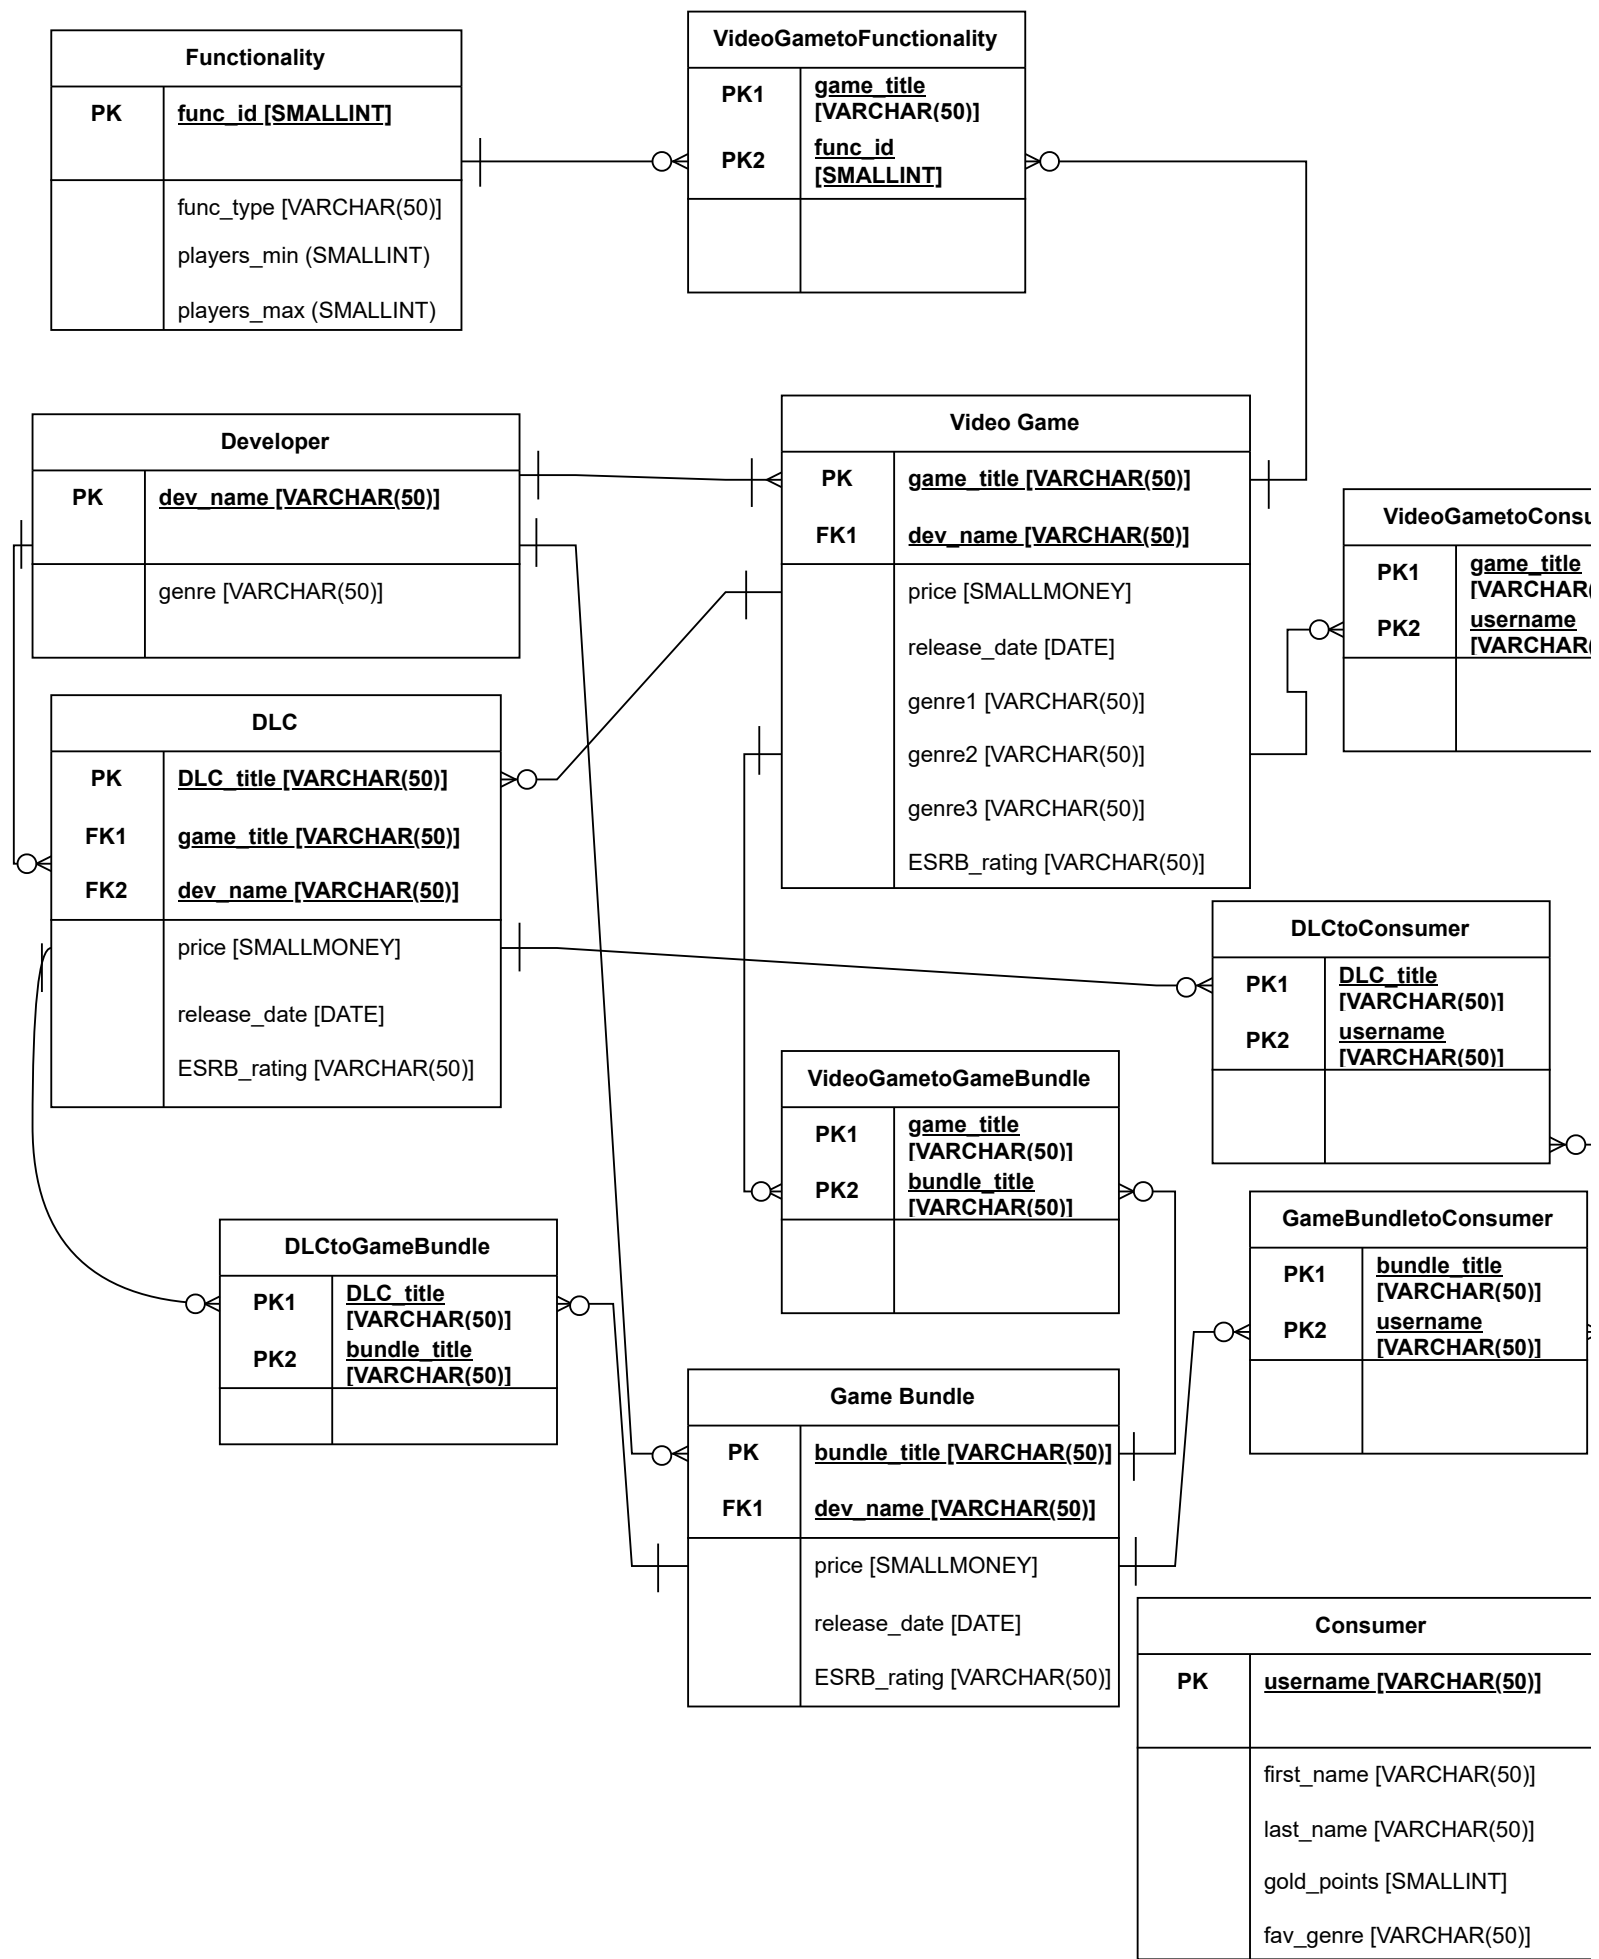 Functionality
PK func_id [SMALLINT]
func_type [VARCHAR(50)]
players_min (SMALLINT)
players_max (SMALLINT)
VideoGametoFunctionality
PK1 game_title
[VARCHAR(50)]
PK2 func_id
[SMALLINT]
Developer
PK dev_name [VARCHAR(50)]
genre [VARCHAR(50)]
Video Game
PK game_title [VARCHAR(50)]
FK1 dev_name [VARCHAR(50)]
price [SMALLMONEY]
release_date [DATE]
genre1 [VARCHAR(50)]
genre2 [VARCHAR(50)]
genre3 [VARCHAR(50)]
ESRB_rating [VARCHAR(50)]
VideoGametoConsu
PK1 game_title
[VARCHAR(
PK2 username
[VARCHAR(
DLC
PK DLC_title [VARCHAR(50)]
FK1 game_title [VARCHAR(50)]
FK2 dev_name [VARCHAR(50)]
price [SMALLMONEY]
release_date [DATE]
ESRB_rating [VARCHAR(50)]
DLCtoConsumer
PK1 DLC_title
[VARCHAR(50)]
PK2 username
[VARCHAR(50)]
VideoGametoGameBundle
PK1 game_title
[VARCHAR(50)]
PK2 bundle_title
[VARCHAR(50)]
DLCtoGameBundle
PK1 DLC_title
[VARCHAR(50)]
PK2 bundle_title
[VARCHAR(50)]
GameBundletoConsumer
PK1 bundle_title
[VARCHAR(50)]
PK2 username
[VARCHAR(50)]
Game Bundle
PK bundle_title [VARCHAR(50)]
FK1 dev_name [VARCHAR(50)]
price [SMALLMONEY]
release_date [DATE]
ESRB_rating [VARCHAR(50)]
Consumer
PK username [VARCHAR(50)]
first_name [VARCHAR(50)]
last_name [VARCHAR(50)]
gold_points [SMALLINT]
fav_genre [VARCHAR(50)]